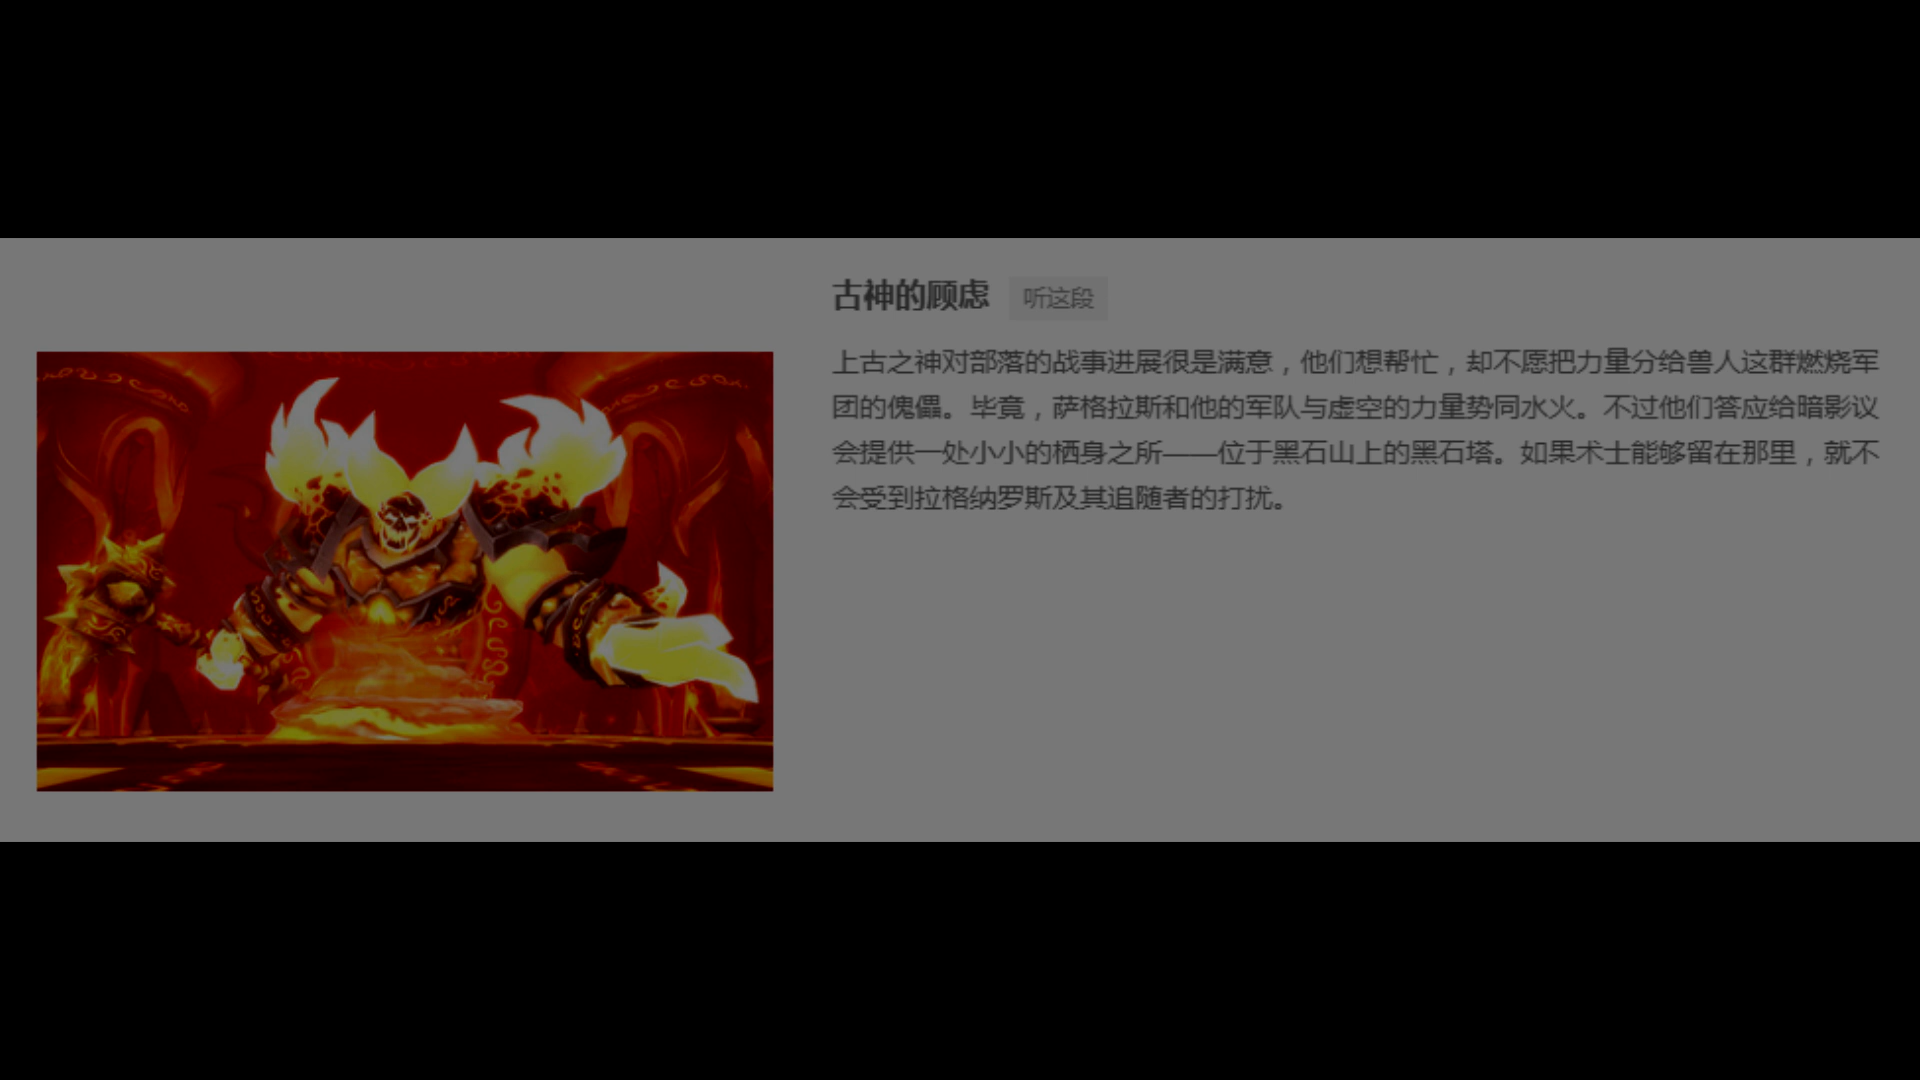 古神的顾虑 听这段
上古之神对部落的战事进展很是满意，他们想帮忙，却不愿把力量分给兽人这群燃烧军
团的傀儡。毕竟，萨格拉斯和他的军队与虚空的力量势同水火。不过他们答应给暗影议
会提供一处小小的栖身之所——位于黑石山上的黑石塔。如果术士能够留在那里，就不
会受到拉格纳罗斯及其追随者的打扰。